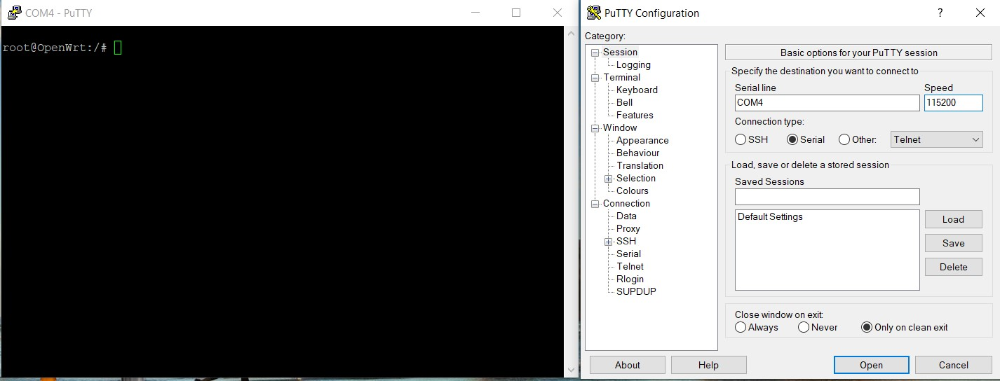 COM4 - PuTTY
root@OpenWrt:/#
PuTTY Configuration
?
Category:
Session
Logging
Terminal
Keyboard
Bell
Features
Window
Appearance
Behaviour
Translation
Selection
Colours
Connection
Data
Proxy
SSH
Serial
Telnet
Rlogin
SUPDUP
Basic options for your PuTTY session
Specify the destination you want to connect to
Serial line Speed
COM4 115200
Connection type:
SSH Serial Other: Telnet
Load, save or delete a stored session
Saved Sessions
Default Settings
Load
Save
Delete
Close window on exit:
Always Never Only on clean exit
About Help Open Cancel